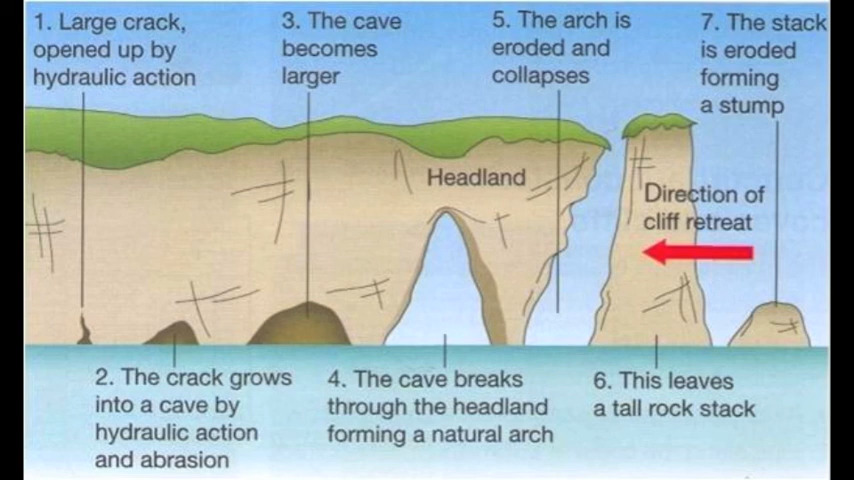 1. Large crack,
opened up by
hydraulic action
3. The cave
becomes
larger
5. The arch is
eroded and
collapses
7. The stack
is eroded
forming
a stump
Headland
Direction of
cliff retreat
2. The crack grows
into a cave by
hydraulic action
and abrasion
4. The cave breaks
through the headland
forming a natural arch
6. This leaves
a tall rock stack